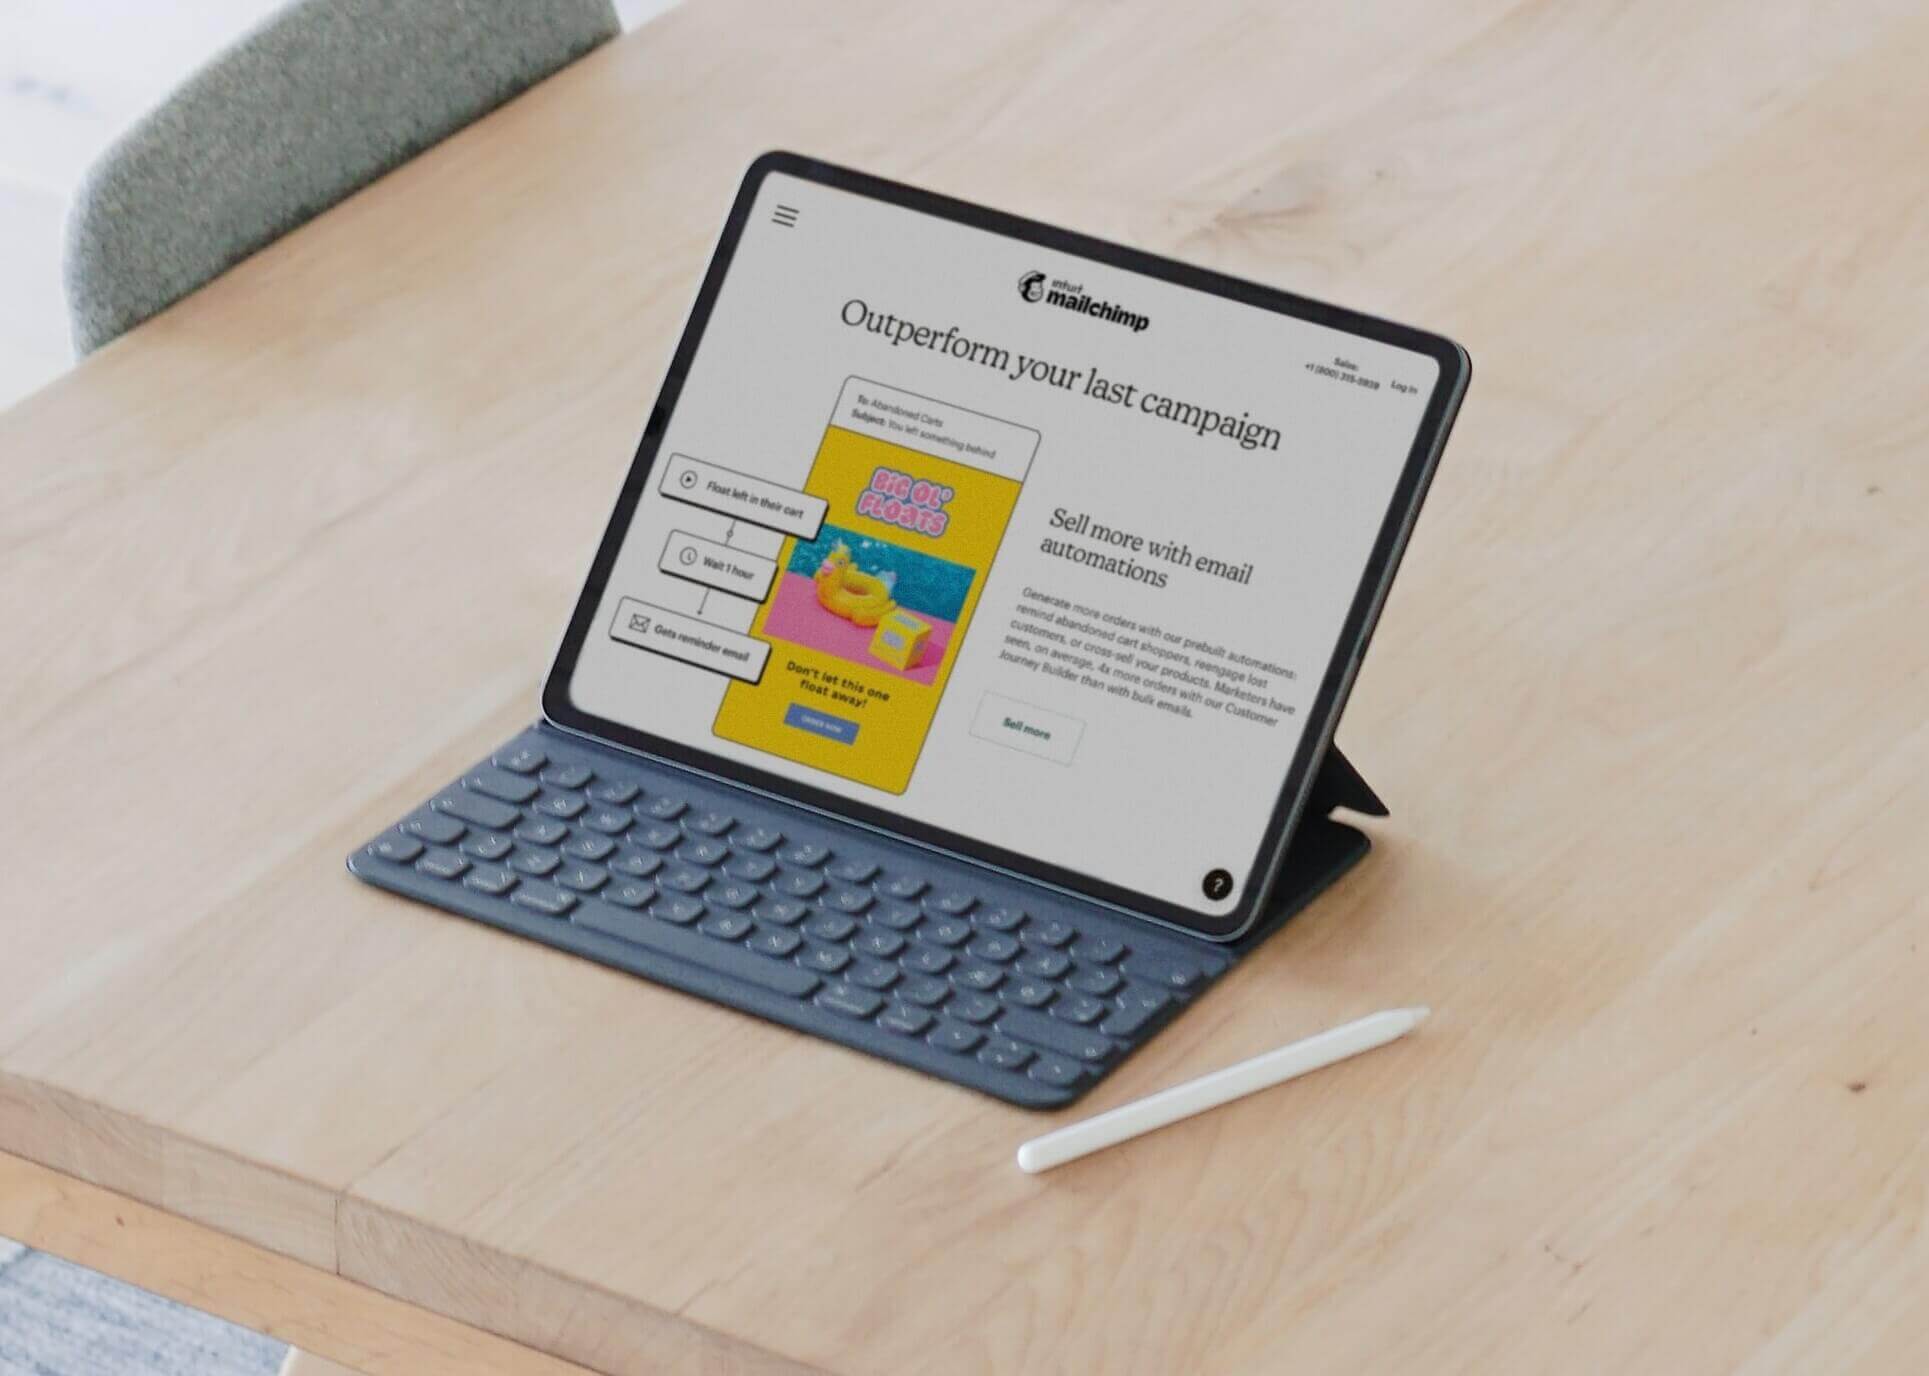 intuit
mailchimp
Sales:
+1 (800) 315-5939
Log In
Outperform your last campaign
To: Abandoned Carts
Subject: You left something behind
BIG OL'
FLOATS
Float left in their cart
Wait 1 hour
Gets reminder email
Don't let this one
float away!
ORDER NOW
Sell more with email
automations
Generate more orders with our prebuilt automations:
remind abandoned cart shoppers, reengage lost
customers, or cross-sell your products. Marketers have
seen, on average, 4x more orders with our Customer
Journey Builder than with bulk emails.
Sell more
?